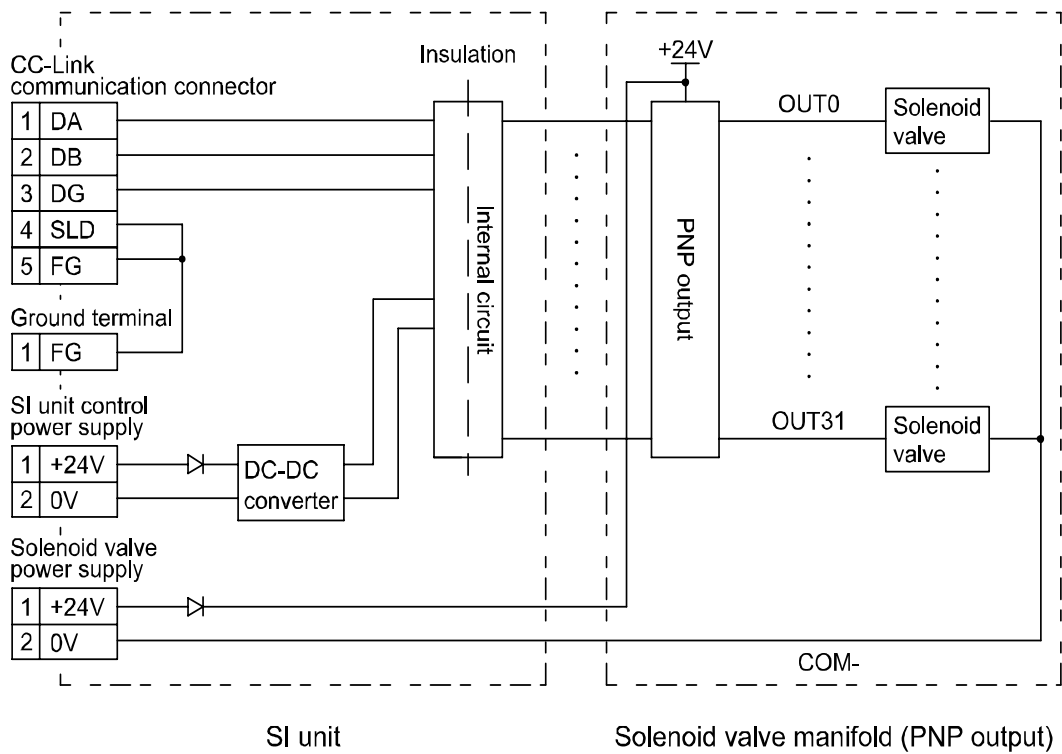 CC-Link
communication connector
1 DA
2 DB
3 DG
4 SLD
5 FG
Ground terminal
1 FG
SI unit control
power supply
1 +24V
2 0V
Solenoid valve
power supply
1 +24V
2 0V
DC-DC
converter
Insulation
Internal circuit
+24V
PNP output
OUT0
Solenoid
valve
OUT31
Solenoid
valve
COM-
SI unit
Solenoid valve manifold (PNP output)